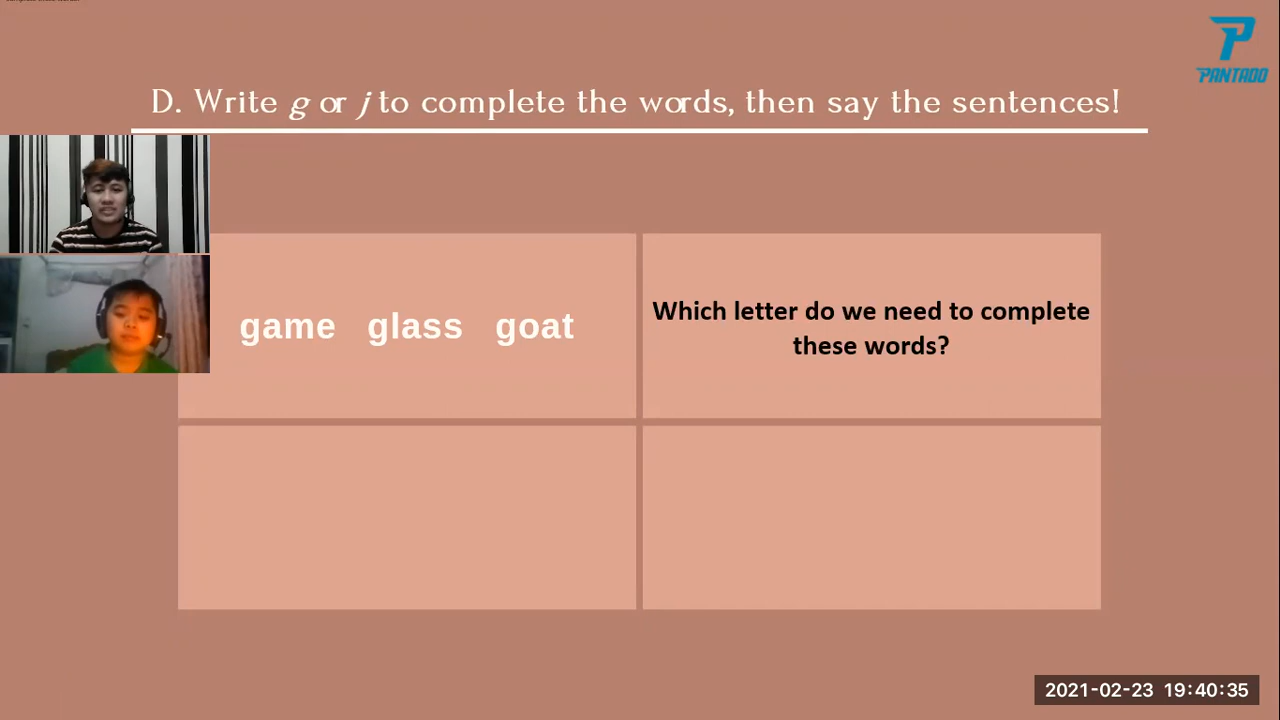 PANTADO
D. Write g or j to complete the words, then say the sentences!
game glass goat
Which letter do we need to complete
these words?
2021-02-23 19:40:35